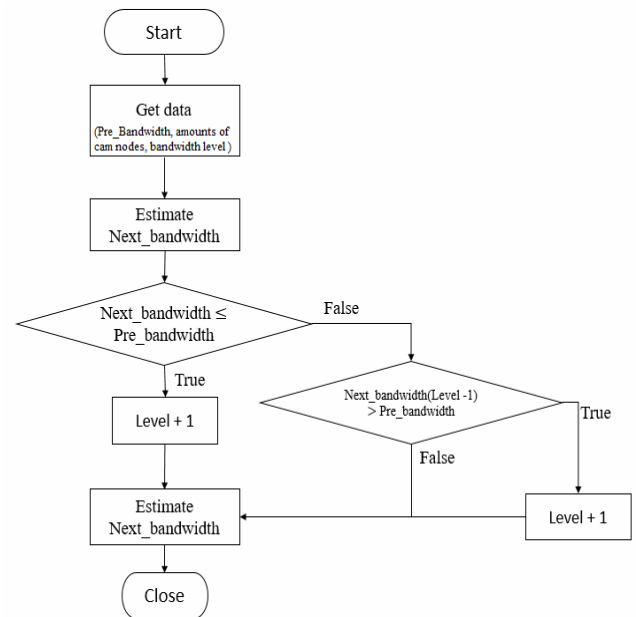 Start
Get data
(Pre_Bandwidth, amounts of
cam nodes, bandwidth level )
Estimate
Next_bandwidth
Next_bandwidth ≤
Pre_bandwidth
False
True
Next_bandwidth(Level -1)
> Pre_bandwidth
True
False
Level + 1
Estimate
Next_bandwidth
Level + 1
Close